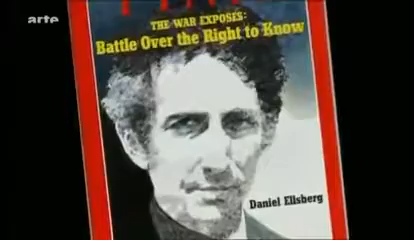 arte
THE WAR EXPOSÉS:
Battle Over the Right to Know
Daniel Ellsberg